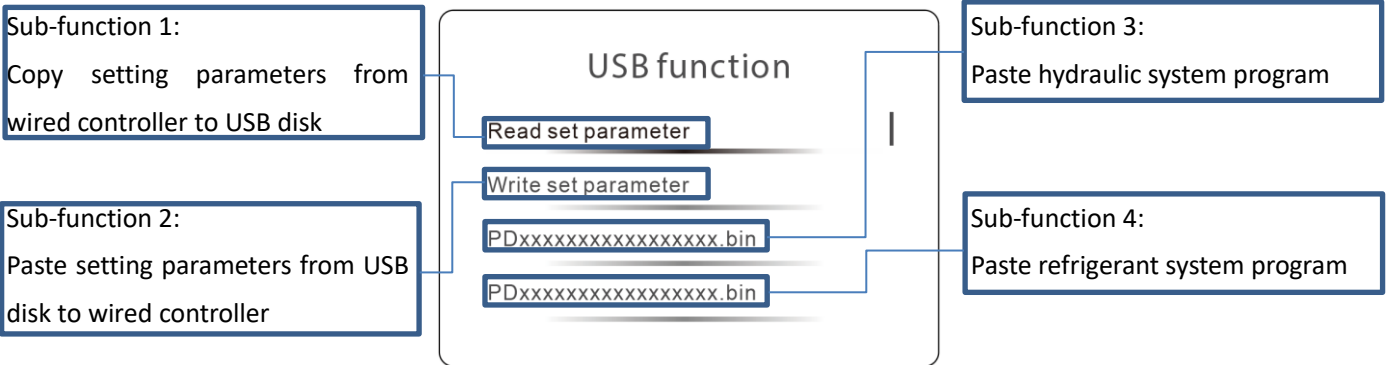 Sub-function 1:
Copy setting parameters from
wired controller to USB disk
Sub-function 2:
Paste setting parameters from USB
disk to wired controller
USB function
Read set parameter
Write set parameter
PDxxxxxxxxxxxxxxxxx.bin
PDxxxxxxxxxxxxxxxxx.bin
Sub-function 3:
Paste hydraulic system program
Sub-function 4:
Paste refrigerant system program